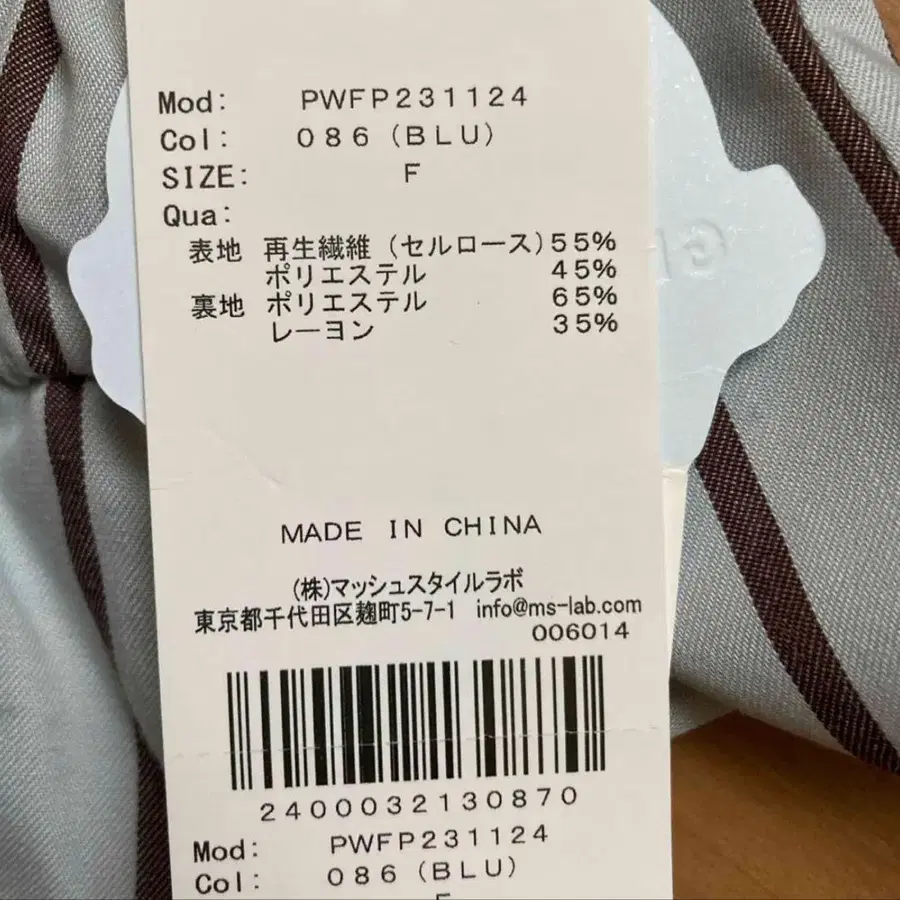 Mod: PWFP231124
Col: 086(BLU)
SIZE: F
Qua:
表地 再生繊維(セルロース)55%
ポリエステル 45%
裏地 ポリエステル 65%
レーヨン 35%
MADE IN CHINA
(株)マッシュスタイルラボ
東京都千代田区麹町5-7-1 info@ms-lab.com
006014
2400032130870
Mod: PWFP231124
Col: 086(BLU)
F